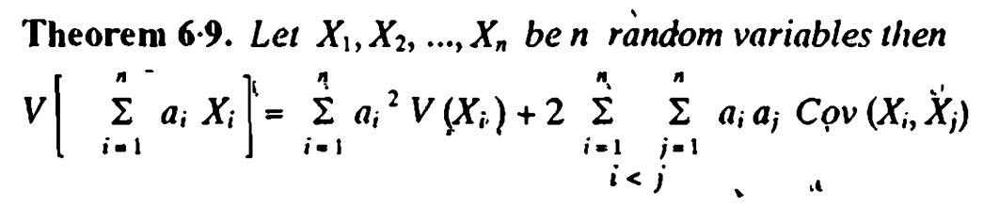 Theorem 6·9. Let X₁, X₂, ..., Xₙ be n random variables then
V[ Σᵢ₌₁ⁿ aᵢ Xᵢ ] = Σᵢ₌₁ⁿ aᵢ² V (Xᵢ) + 2 Σᵢ₌₁ⁿ Σⱼ₌₁ⁿ aᵢ aⱼ Cov (Xᵢ, Xⱼ)
i < j